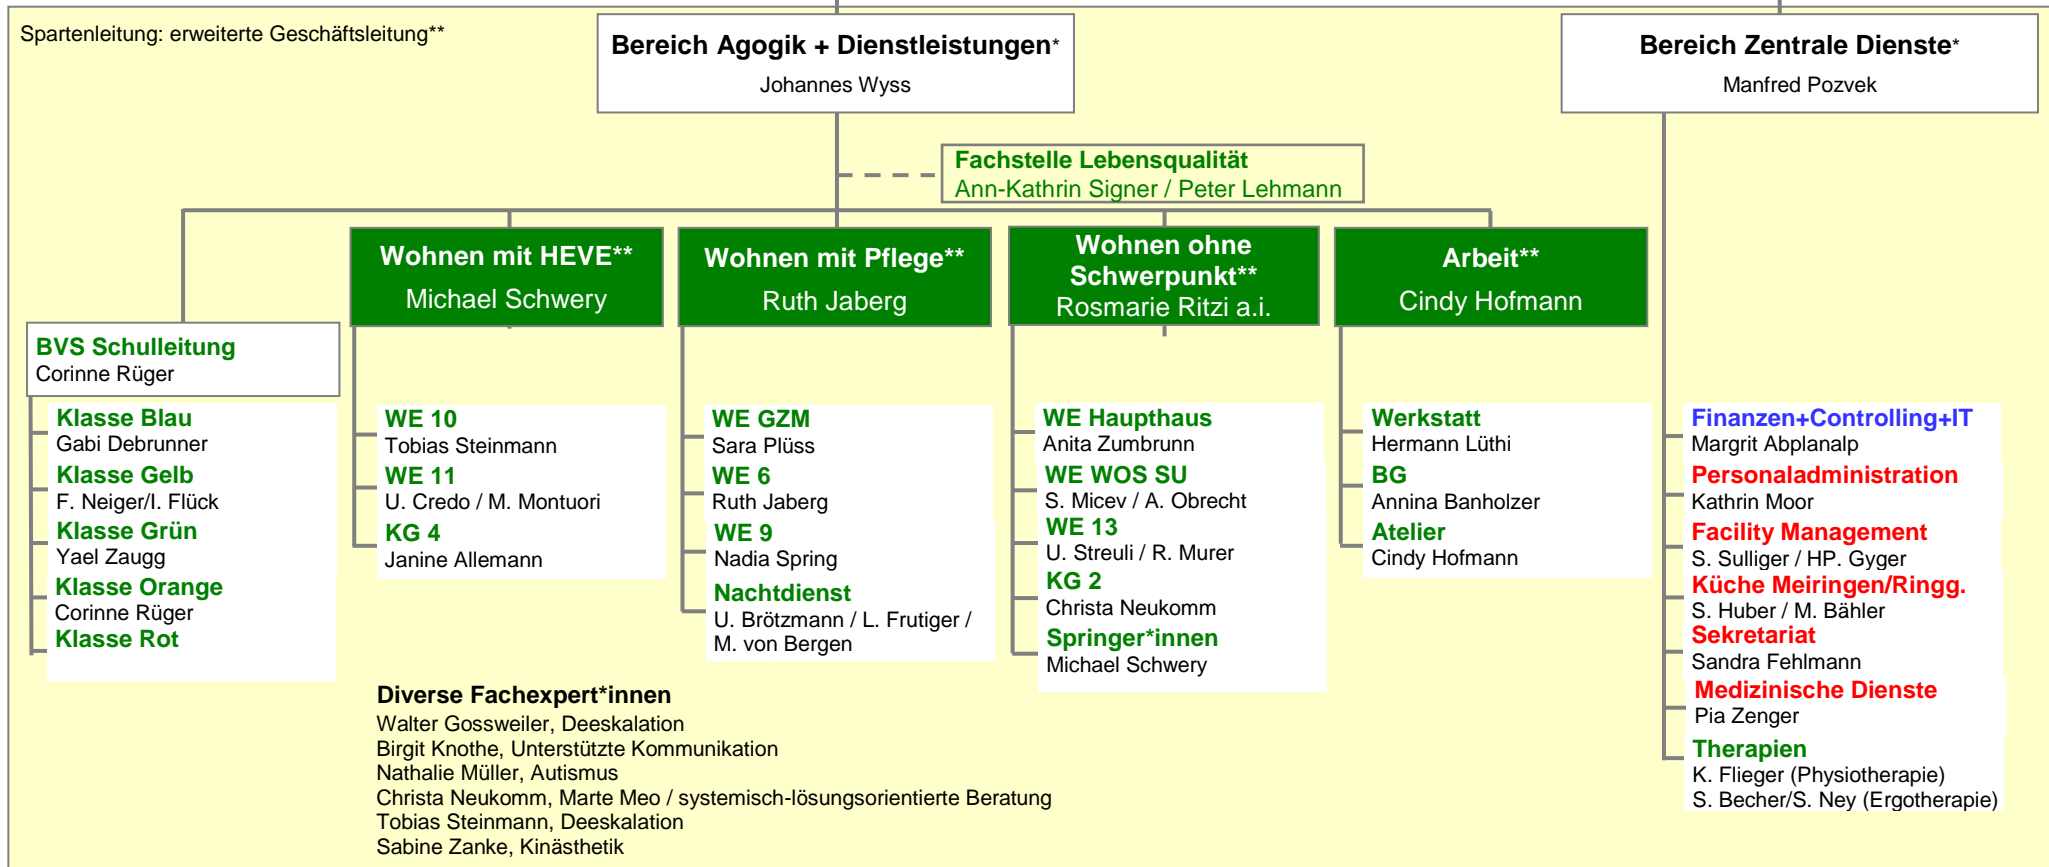 Spartenleitung: erweiterte Geschäftsleitung**
Bereich Agogik + Dienstleistungen*
Johannes Wyss
Bereich Zentrale Dienste*
Manfred Pozvek
Fachstelle Lebensqualität
Ann-Kathrin Signer / Peter Lehmann
BVS Schulleitung
Corinne Rüger
Klasse Blau
Gabi Debrunner
Klasse Gelb
F. Neiger/I. Flück
Klasse Grün
Yael Zaugg
Klasse Orange
Corinne Rüger
Klasse Rot
Wohnen mit HEVE**
Michael Schwery
WE 10
Tobias Steinmann
WE 11
U. Credo / M. Montuori
KG 4
Janine Allemann
Wohnen mit Pflege**
Ruth Jaberg
WE GZM
Sara Plüss
WE 6
Ruth Jaberg
WE 9
Nadia Spring
Nachtdienst
U. Brötzmann / L. Frutiger /
M. von Bergen
Wohnen ohne
Schwerpunkt**
Rosmarie Ritzi a.i.
WE Haupthaus
Anita Zumbrunn
WE WOS SU
S. Micev / A. Obrecht
WE 13
U. Streuli / R. Murer
KG 2
Christa Neukomm
Springer*innen
Michael Schwery
Arbeit**
Cindy Hofmann
Werkstatt
Hermann Lüthi
BG
Annina Banholzer
Atelier
Cindy Hofmann
Finanzen+Controlling+IT
Margrit Abplanalp
Personaladministration
Kathrin Moor
Facility Management
S. Sulliger / HP. Gyger
Küche Meiringen/Ringg.
S. Huber / M. Bähler
Sekretariat
Sandra Fehlmann
Medizinische Dienste
Pia Zenger
Therapien
K. Flieger (Physiotherapie)
S. Becher/S. Ney (Ergotherapie)
Diverse Fachexpert*innen
Walter Gossweiler, Deeskalation
Birgit Knothe, Unterstützte Kommunikation
Nathalie Müller, Autismus
Christa Neukomm, Marte Meo / systemisch-lösungsorientierte Beratung
Tobias Steinmann, Deeskalation
Sabine Zanke, Kinästhetik